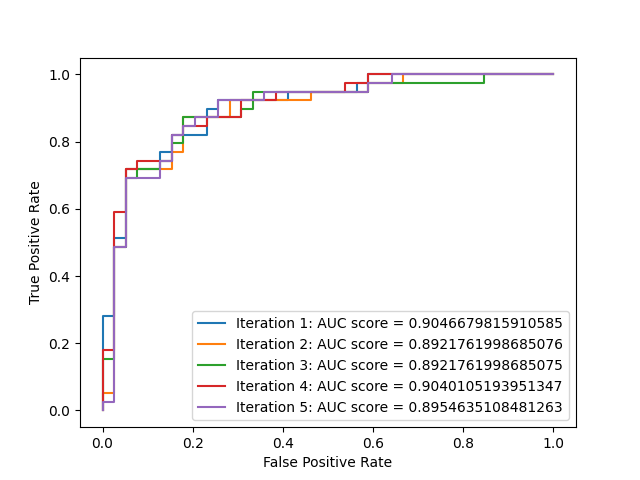 1.0
0.8
0.6
0.4
0.2
0.0
True Positive Rate
Iteration 1: AUC score = 0.9046679815910585
Iteration 2: AUC score = 0.8921761998685076
Iteration 3: AUC score = 0.8921761998685075
Iteration 4: AUC score = 0.9040105193951347
Iteration 5: AUC score = 0.8954635108481263
0.0 0.2 0.4 0.6 0.8 1.0
False Positive Rate